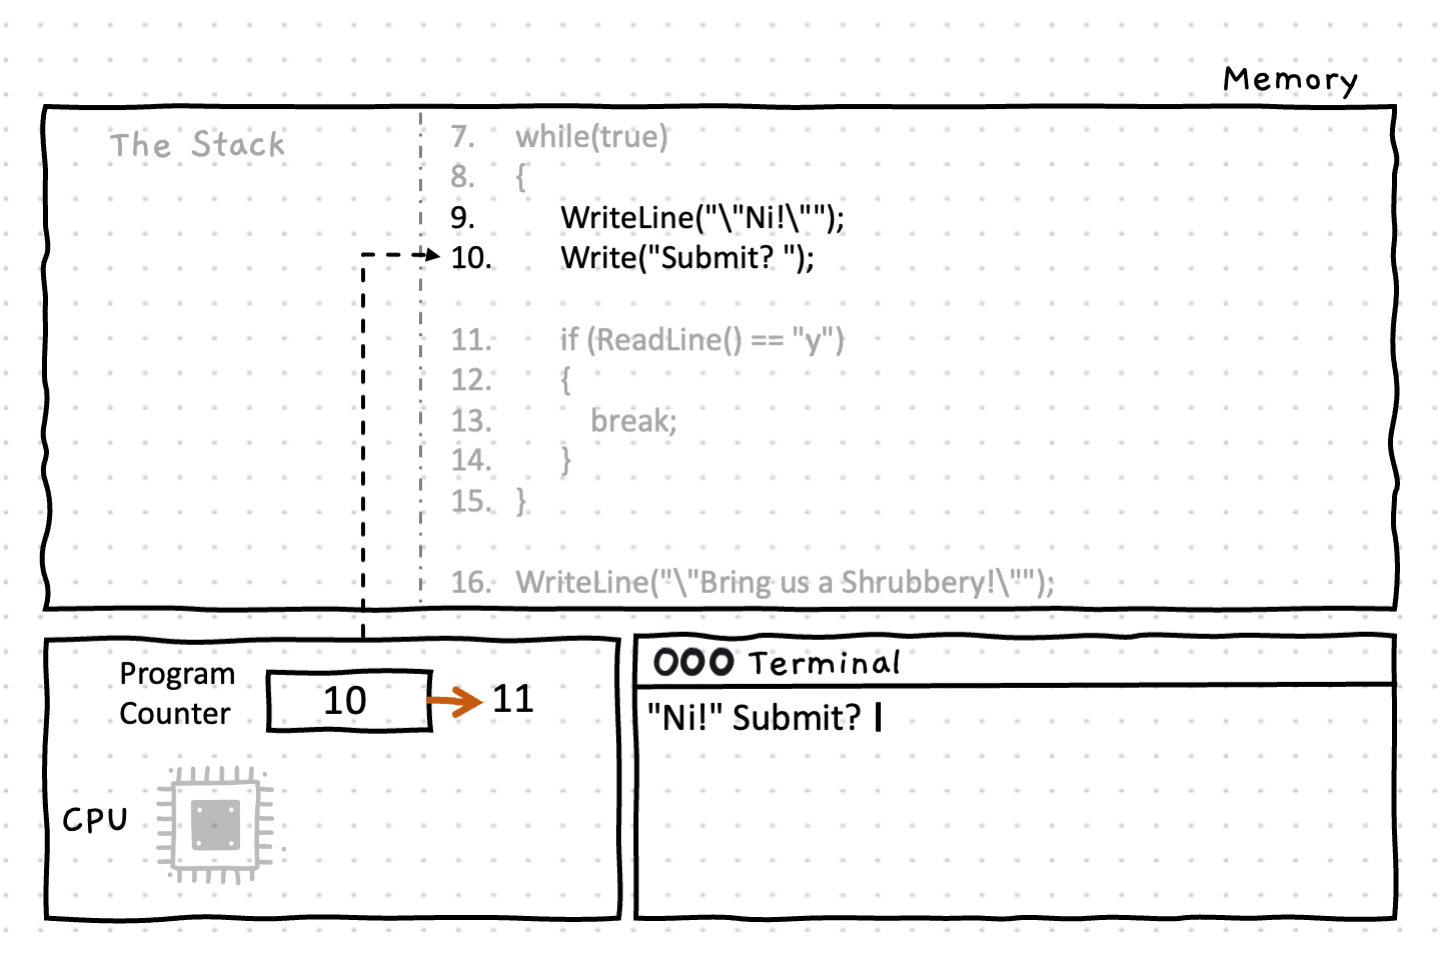 Memory
The Stack
7. while(true)
8. {
9. WriteLine("\"Ni!\"");
10. Write("Submit? ");
11. if (ReadLine() == "y")
12. {
13. break;
14. }
15. }
16. WriteLine("\"Bring us a Shrubbery!\"");
Program
Counter
10
11
CPU
Terminal
"Ni!" Submit? |